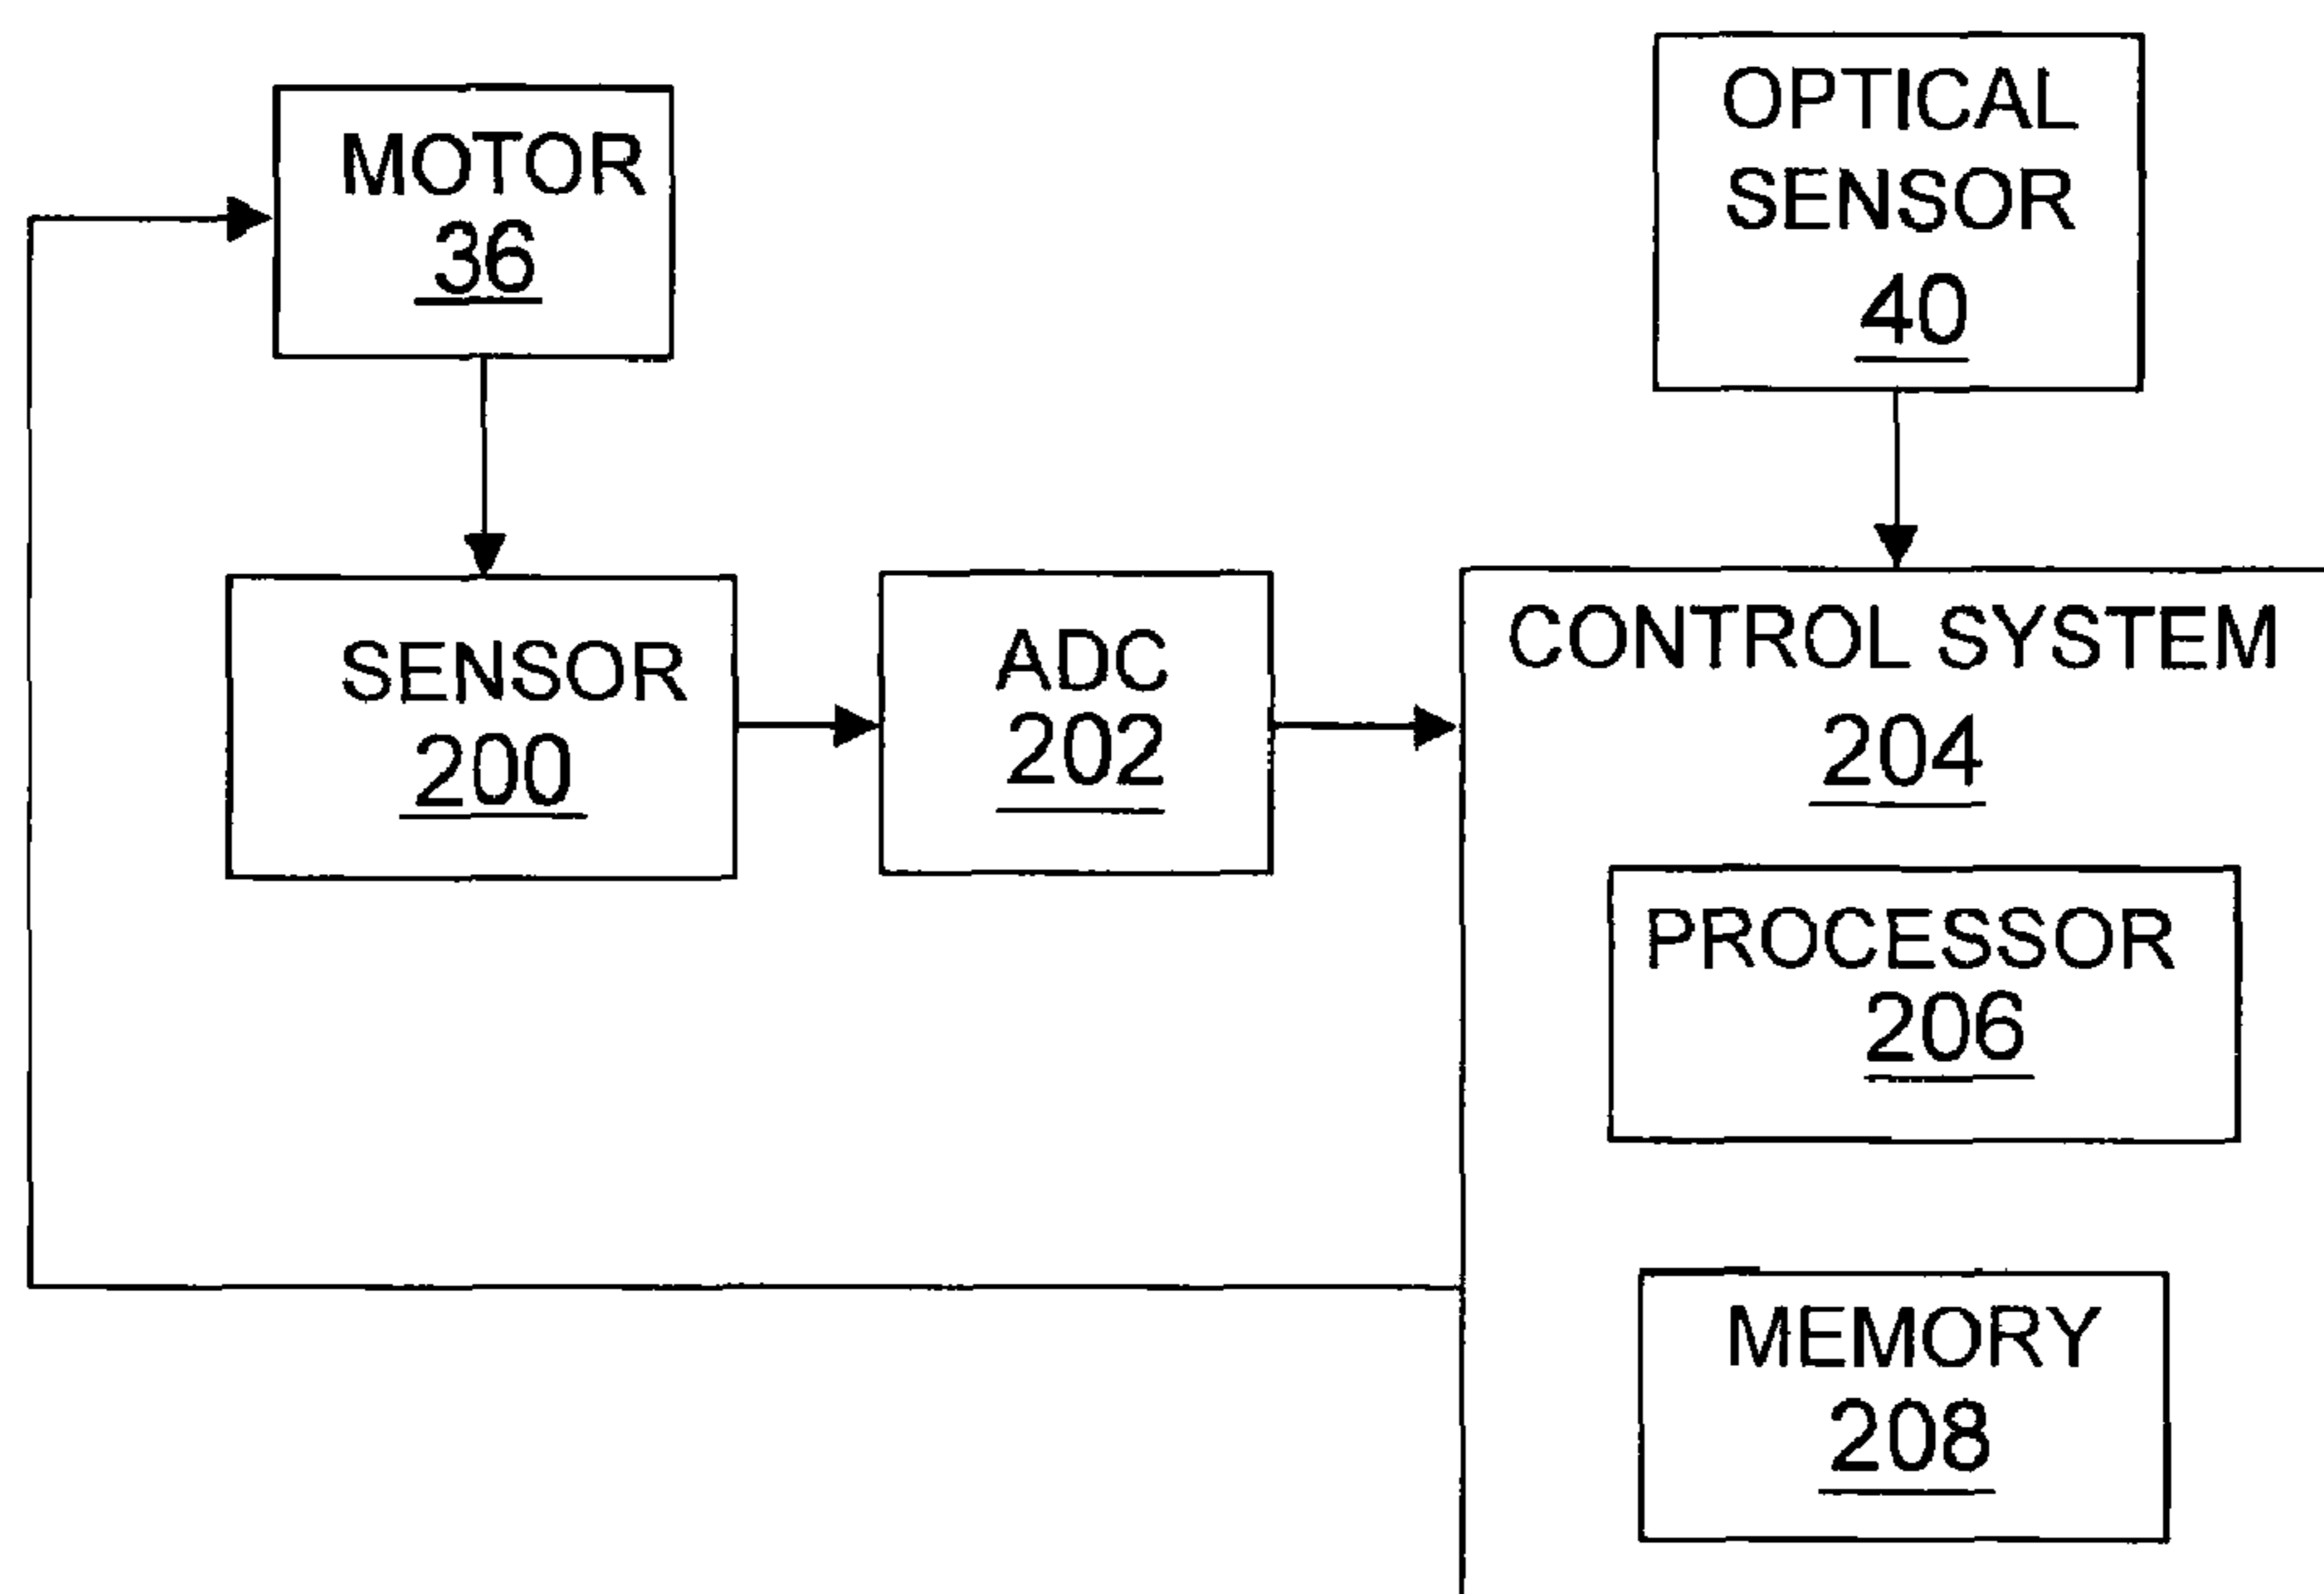 MOTOR
36
OPTICAL
SENSOR
40
SENSOR
200
ADC
202
CONTROL SYSTEM
204
PROCESSOR
206
MEMORY
208